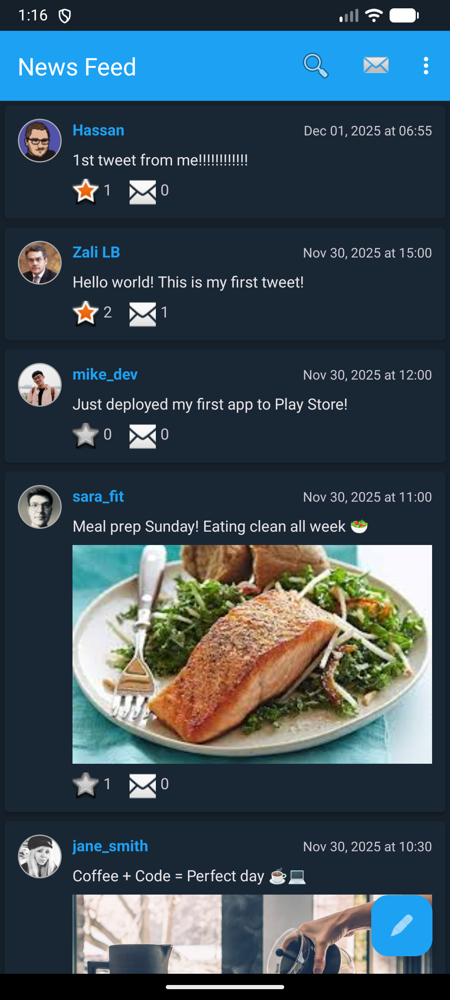 1:16
News Feed
Hassan
Dec 01, 2025 at 06:55
1st tweet from me!!!!!!!!!!!!
1 0
Zali LB
Nov 30, 2025 at 15:00
Hello world! This is my first tweet!
2 1
mike_dev
Nov 30, 2025 at 12:00
Just deployed my first app to Play Store!
0 0
sara_fit
Nov 30, 2025 at 11:00
Meal prep Sunday! Eating clean all week 🥗
1 0
jane_smith
Nov 30, 2025 at 10:30
Coffee + Code = Perfect day ☕💻